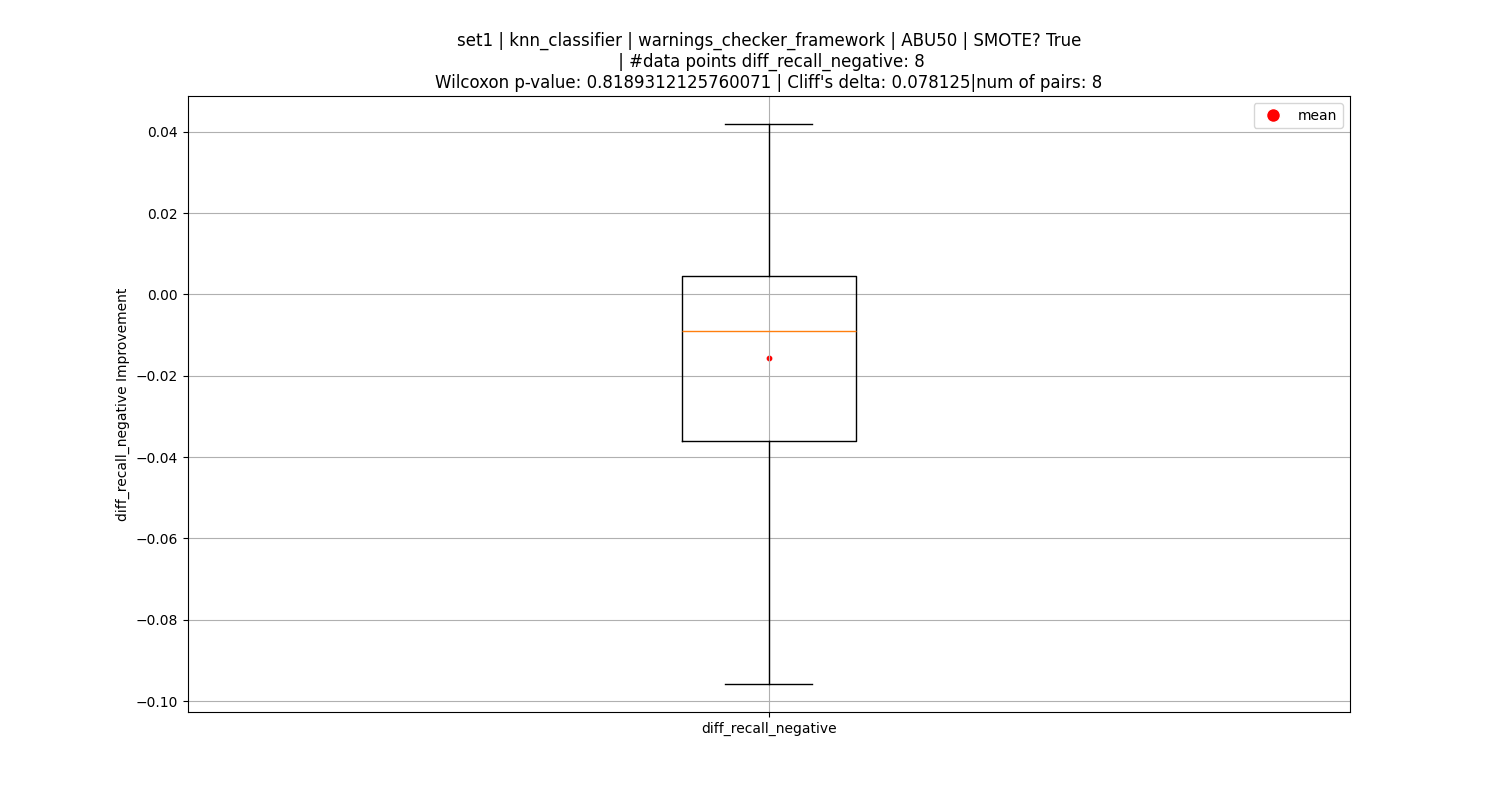 set1 | knn_classifier | warnings_checker_framework | ABU50 | SMOTE? True
| #data points diff_recall_negative: 8
Wilcoxon p-value: 0.8189312125760071 | Cliff's delta: 0.078125|num of pairs: 8
mean
0.04
0.02
0.00
−0.02
−0.04
−0.06
−0.08
−0.10
diff_recall_negative Improvement
diff_recall_negative